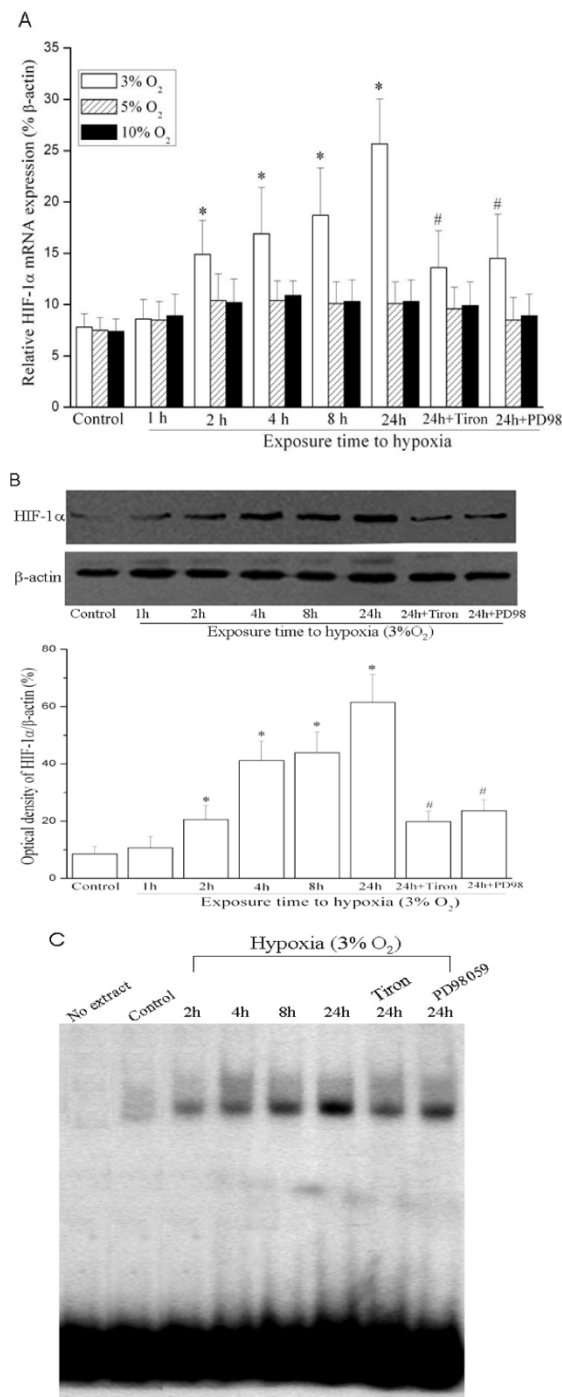 A
Relative HIF-1α mRNA expression (% β-actin)
35
30
25
20
15
10
5
0
3% O2
5% O2
10% O2
*
*
*
*
#
#
Control
1 h
2 h
4 h
8 h
24h
24h+Tiron
24h+PD98
Exposure time to hypoxia
B
HIF-1α
β-actin
Control
1h
2h
4h
8h
24h
24h+Tiron
24h+PD98
Exposure time to hypoxia (3%O2)
Optical density of HIF-1α/β-actin (%)
80
60
40
20
0
*
*
*
*
#
#
Control
1h
2h
4h
8h
24h
24h+Tiron
24h+PD98
Exposure time to hypoxia (3% O2)
C
Hypoxia (3% O2)
No extract
Control
2h
4h
8h
24h
Tiron
24h
PD98059
24h